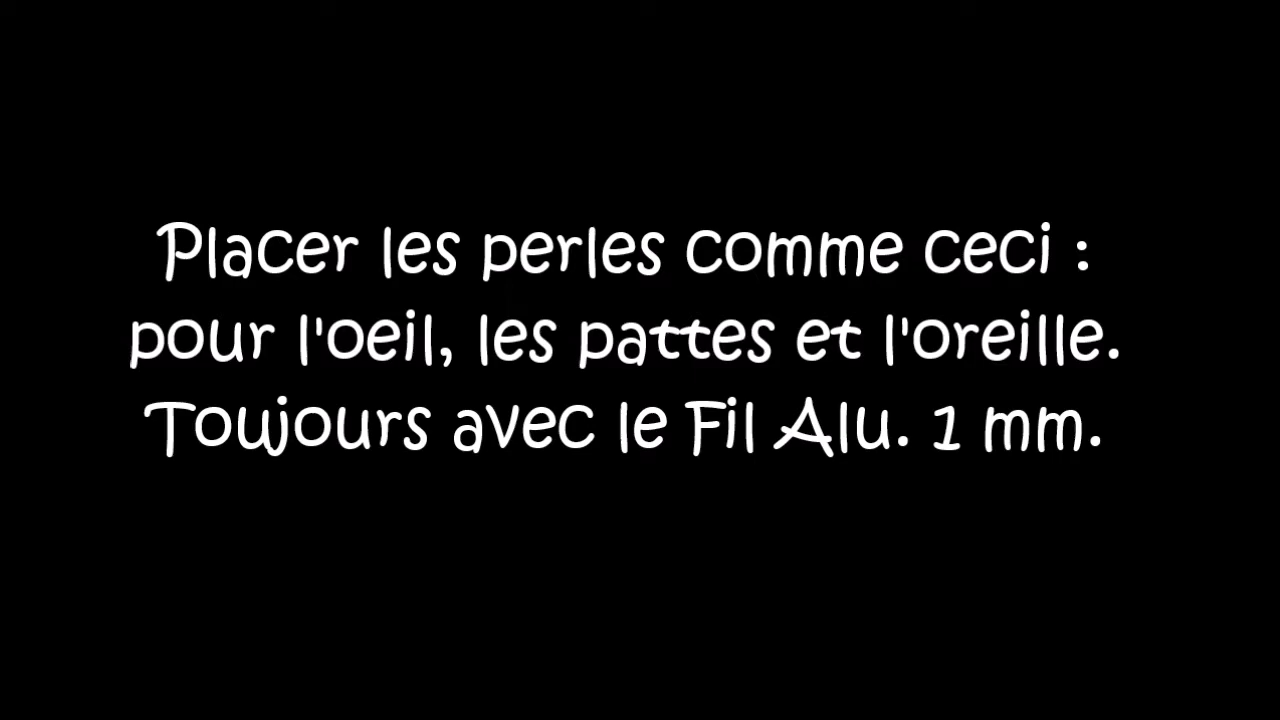 Placer les perles comme ceci :
pour l'oeil, les pattes et l'oreille.
Toujours avec le Fil Alu. 1 mm.